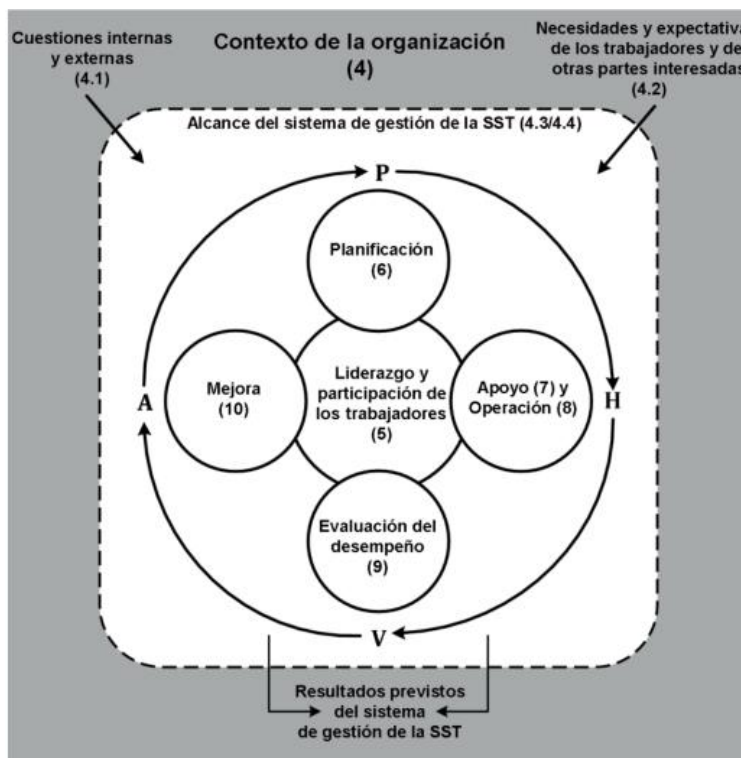 Cuestiones internas
y externas
(4.1)
Contexto de la organización
(4)
Necesidades y expectativa
de los trabajadores y de
otras partes interesadas
(4.2)
Alcance del sistema de gestión de la SST (4.3/4.4)
P
Planificación
(6)
A
Mejora
(10)
Liderazgo y
participación de
los trabajadores
(5)
Apoyo (7) y
Operación (8)
H
Evaluación del
desempeño
(9)
V
Resultados previstos
del sistema
de gestión de la SST